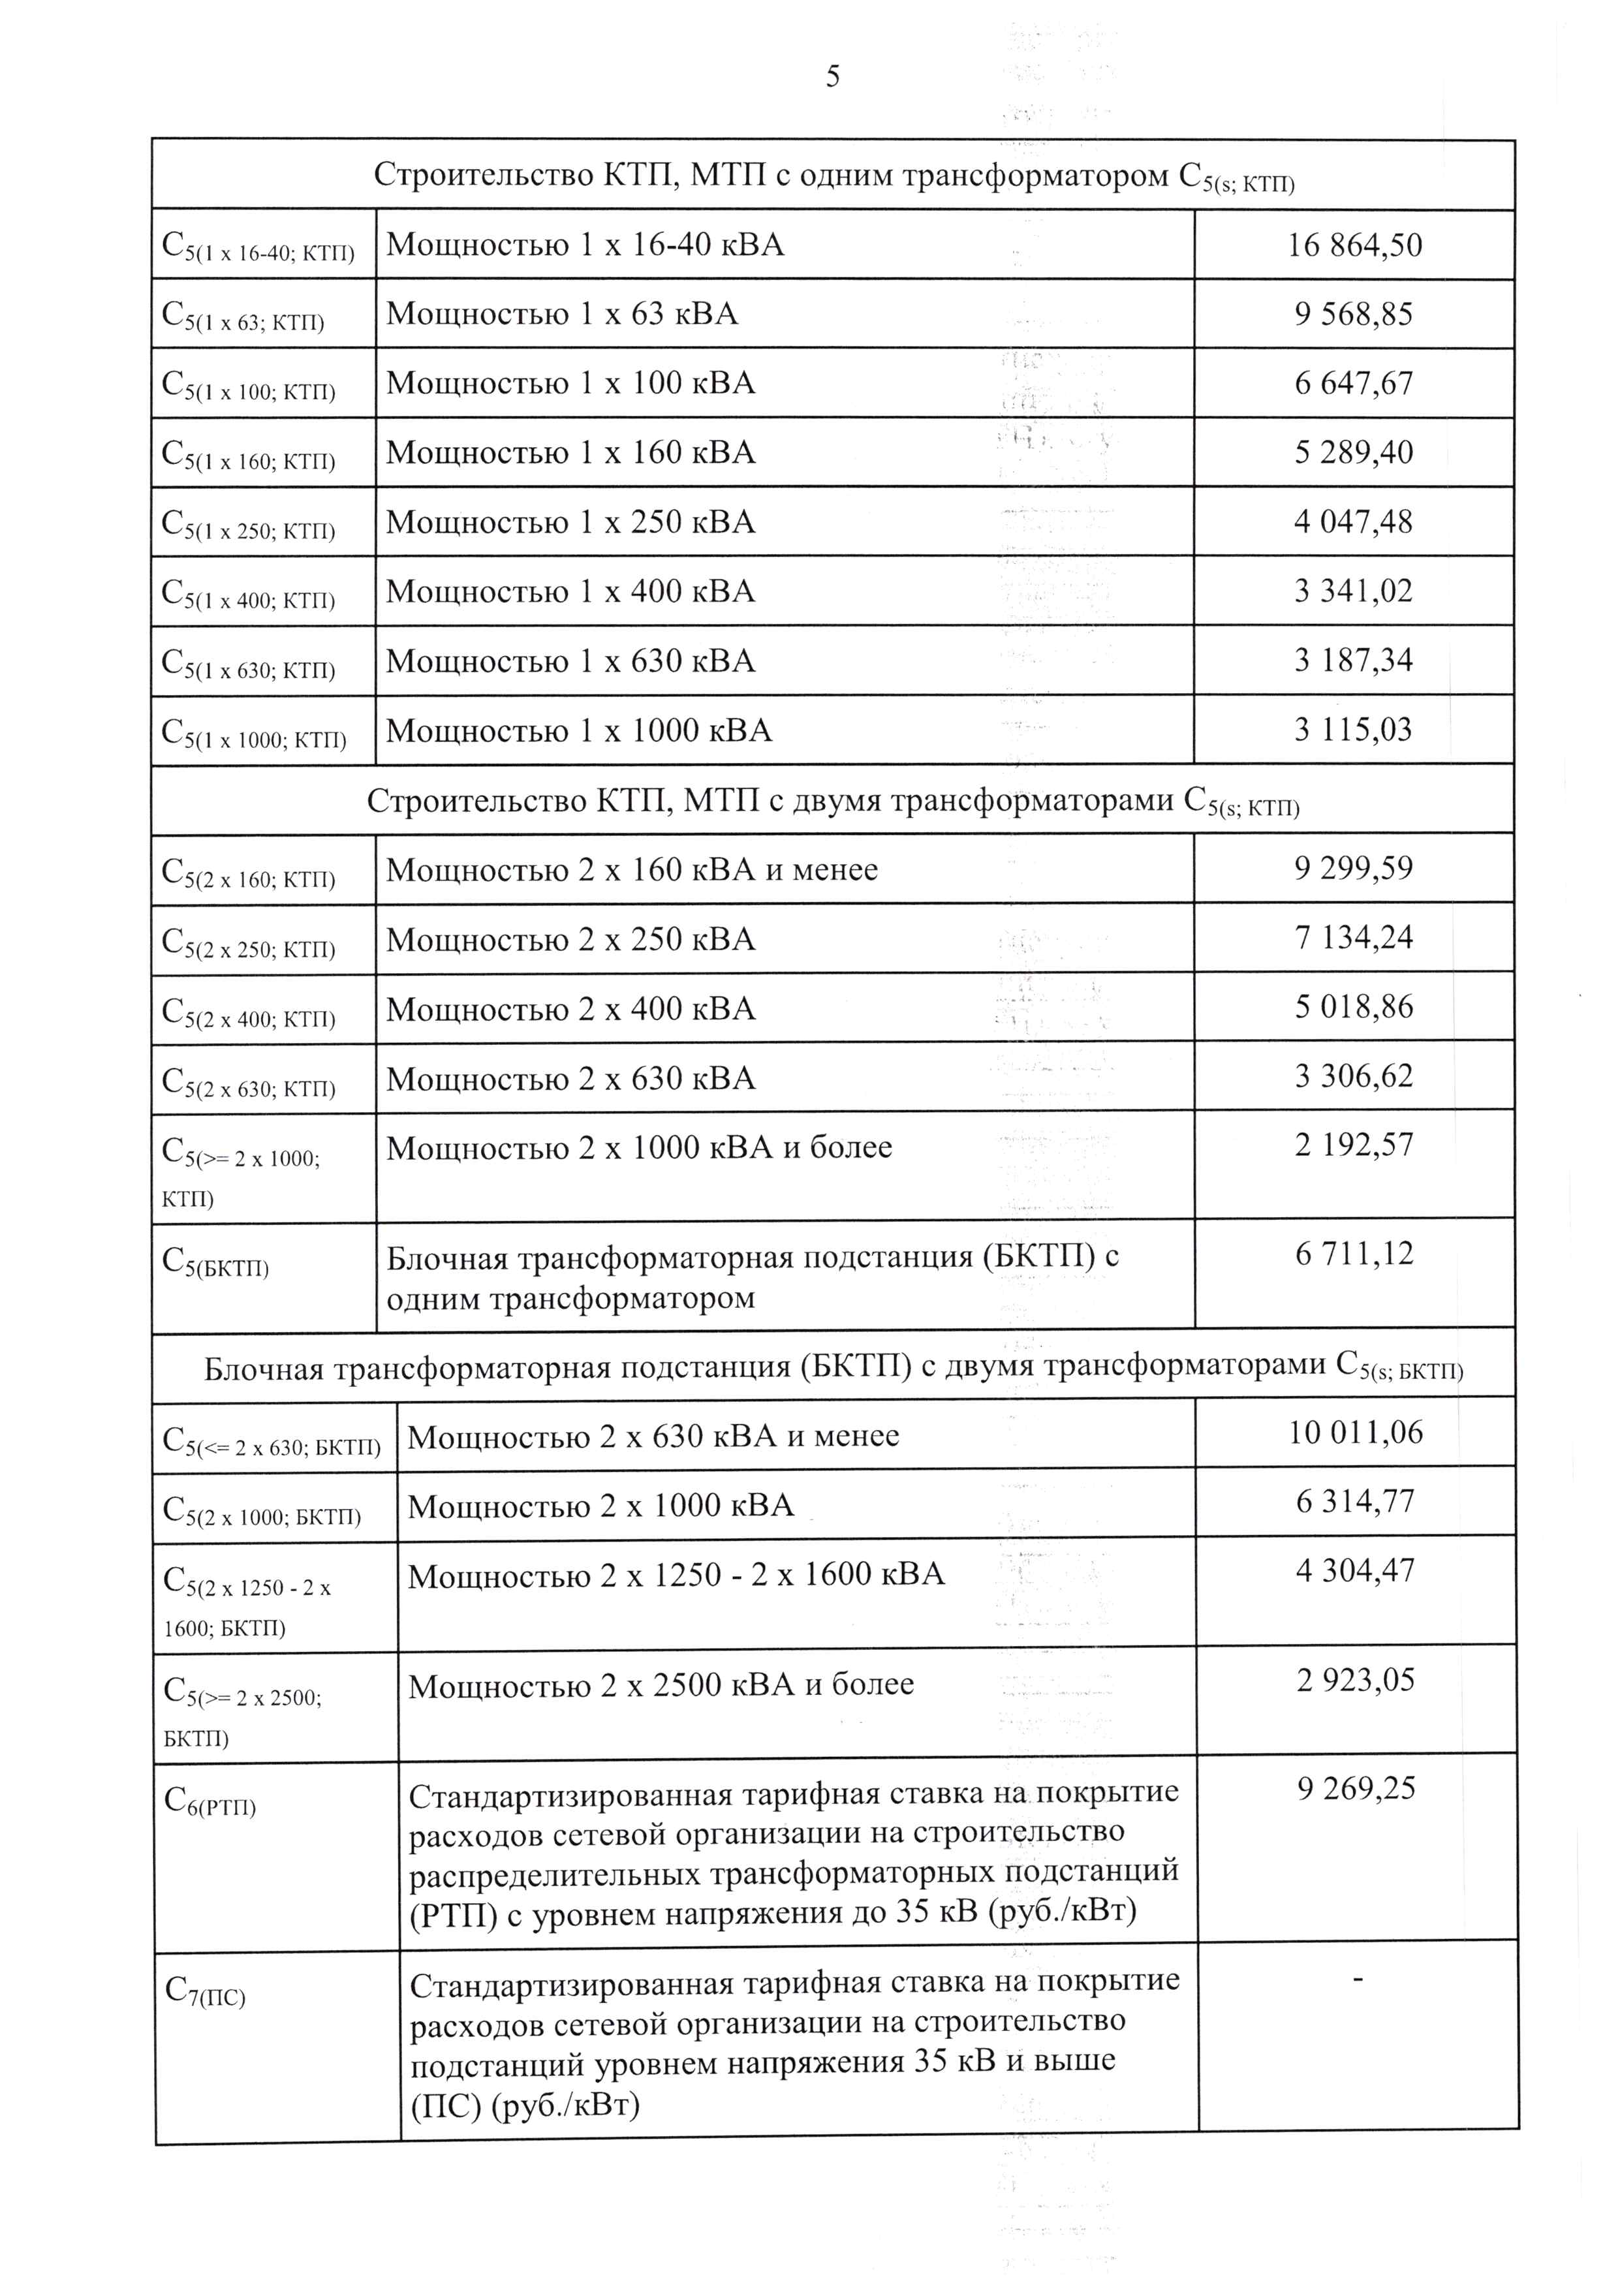 5
Строительство КТП, МТП с одним трансформатором С5(s; КТП)
С5(1 х 16-40; КТП) Мощностью 1 х 16-40 кВА 16 864,50
С5(1 х 63; КТП) Мощностью 1 х 63 кВА 9 568,85
С5(1 х 100; КТП) Мощностью 1 х 100 кВА 6 647,67
С5(1 х 160; КТП) Мощностью 1 х 160 кВА 5 289,40
С5(1 х 250; КТП) Мощностью 1 х 250 кВА 4 047,48
С5(1 х 400; КТП) Мощностью 1 х 400 кВА 3 341,02
С5(1 х 630; КТП) Мощностью 1 х 630 кВА 3 187,34
С5(1 х 1000; КТП) Мощностью 1 х 1000 кВА 3 115,03
Строительство КТП, МТП с двумя трансформаторами С5(s; КТП)
С5(2 х 160; КТП) Мощностью 2 х 160 кВА и менее 9 299,59
С5(2 х 250; КТП) Мощностью 2 х 250 кВА 7 134,24
С5(2 х 400; КТП) Мощностью 2 х 400 кВА 5 018,86
С5(2 х 630; КТП) Мощностью 2 х 630 кВА 3 306,62
С5(>= 2 х 1000; Мощностью 2 х 1000 кВА и более 2 192,57
КТП)
С5(БКТП) Блочная трансформаторная подстанция (БКТП) с 6 711,12
одним трансформатором
Блочная трансформаторная подстанция (БКТП) с двумя трансформаторами С5(s; БКТП)
С5(<= 2 х 630; БКТП) Мощностью 2 х 630 кВА и менее 10 011,06
С5(2 х 1000; БКТП) Мощностью 2 х 1000 кВА 6 314,77
С5(2 х 1250 - 2 х Мощностью 2 х 1250 - 2 х 1600 кВА 4 304,47
1600; БКТП)
С5(>= 2 х 2500; Мощностью 2 х 2500 кВА и более 2 923,05
БКТП)
С6(РТП) Стандартизированная тарифная ставка на покрытие 9 269,25
расходов сетевой организации на строительство
распределительных трансформаторных подстанций
(РТП) с уровнем напряжения до 35 кВ (руб./кВт)
С7(ПС) Стандартизированная тарифная ставка на покрытие -
расходов сетевой организации на строительство
подстанций уровнем напряжения 35 кВ и выше
(ПС) (руб./кВт)